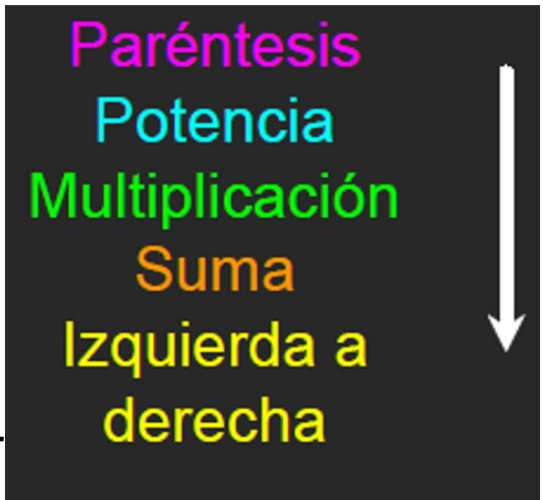 Paréntesis
Potencia
Multiplicación
Suma
Izquierda a
derecha